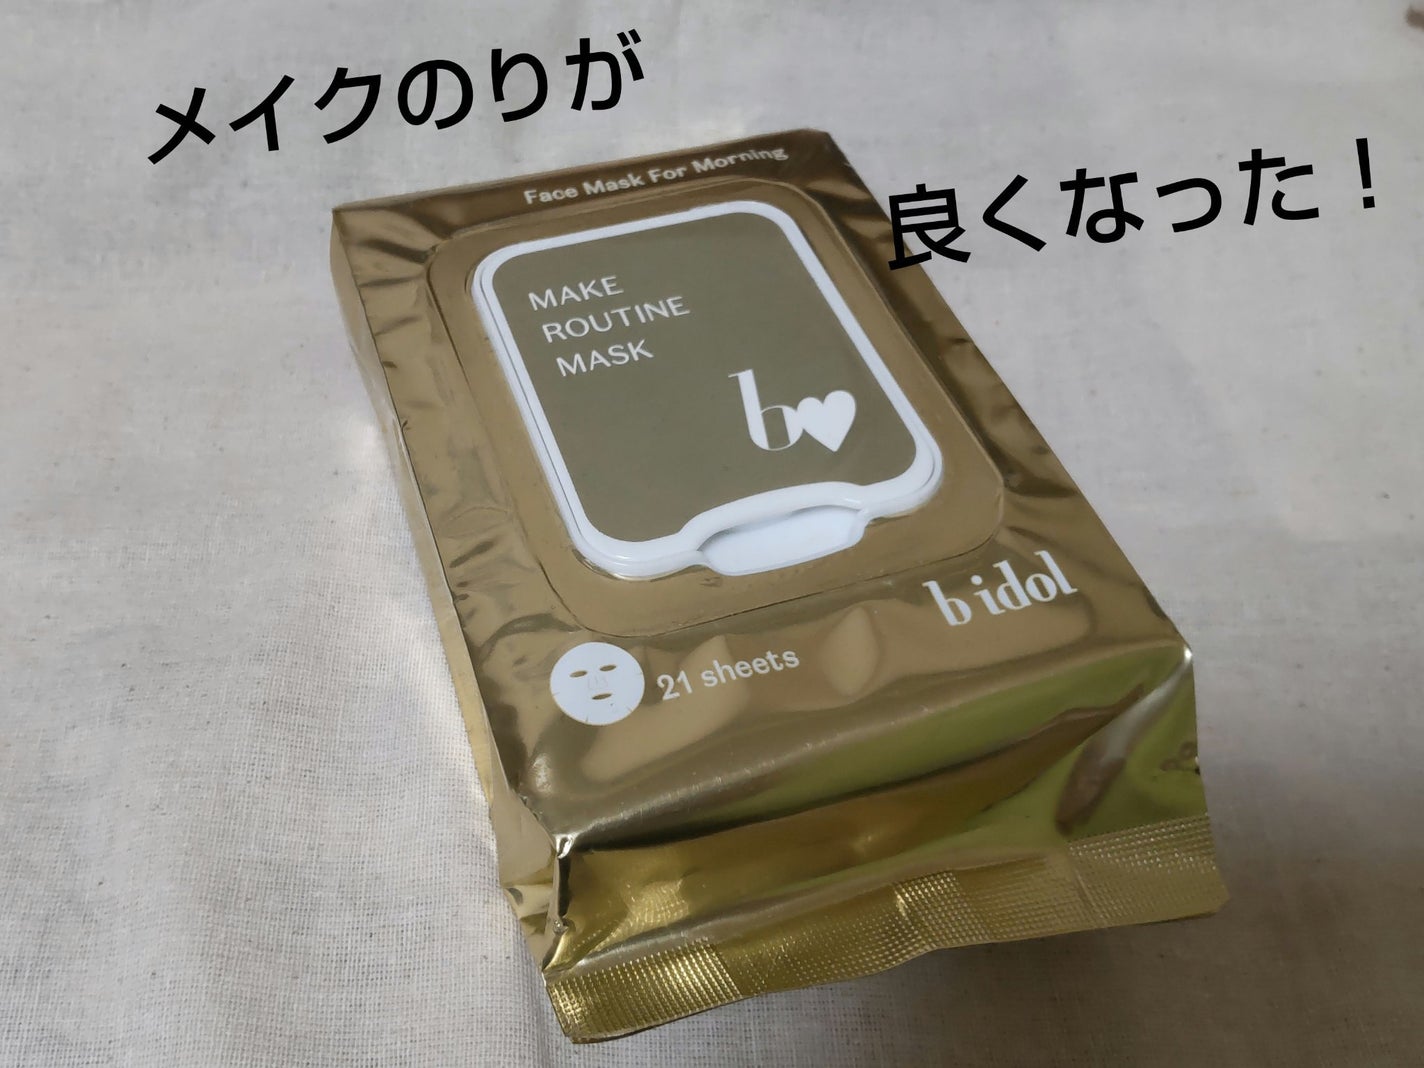 メイクのりが
良くなった！
Face Mask For Morning
MAKE
ROUTINE
MASK
b
b idol
21 sheets